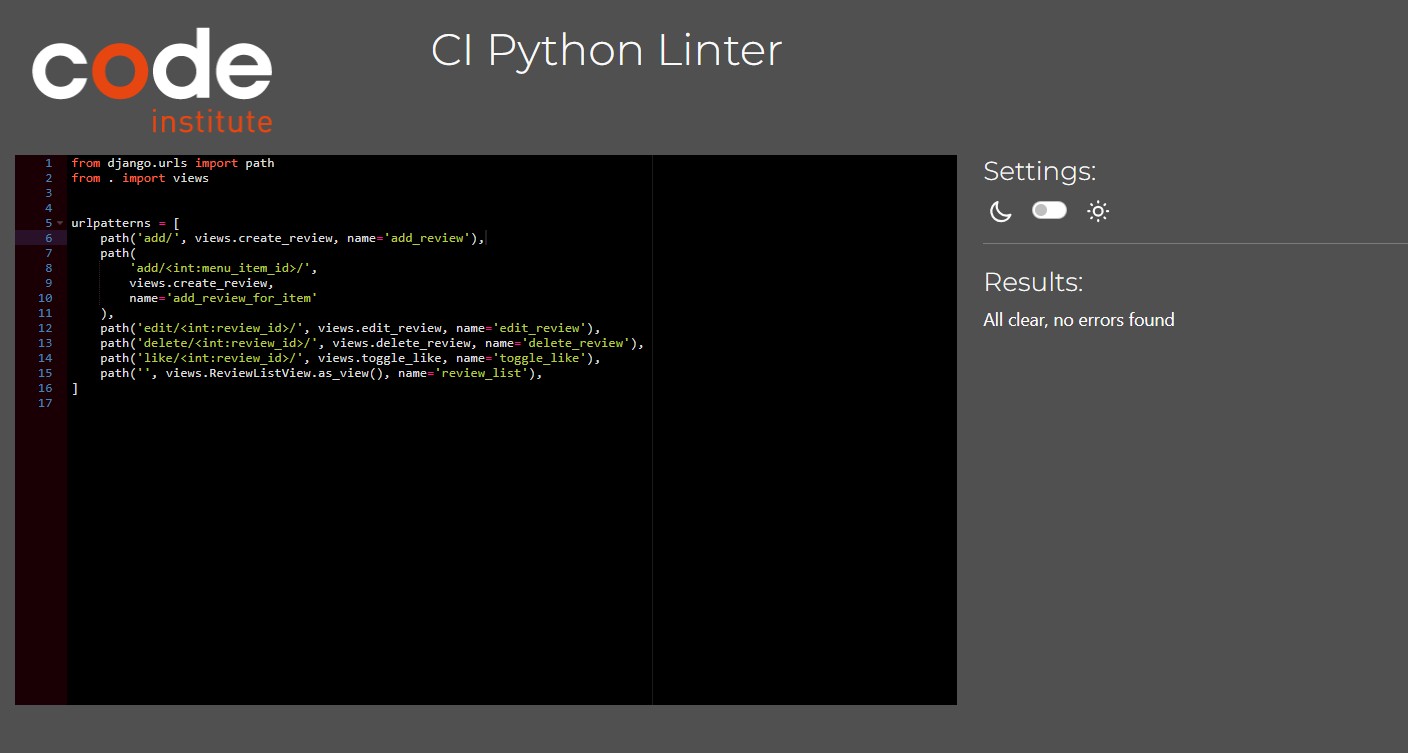 code
institute
CI Python Linter
1 from django.urls import path
2 from . import views
3
4
5 urlpatterns = [
6     path('add/', views.create_review, name='add_review'),
7     path(
8         'add/<int:menu_item_id>/',
9         views.create_review,
10         name='add_review_for_item'
11     ),
12     path('edit/<int:review_id>/', views.edit_review, name='edit_review'),
13     path('delete/<int:review_id>/', views.delete_review, name='delete_review'),
14     path('like/<int:review_id>/', views.toggle_like, name='toggle_like'),
15     path('', views.ReviewListView.as_view(), name='review_list'),
16 ]
17
Settings:
Results:
All clear, no errors found